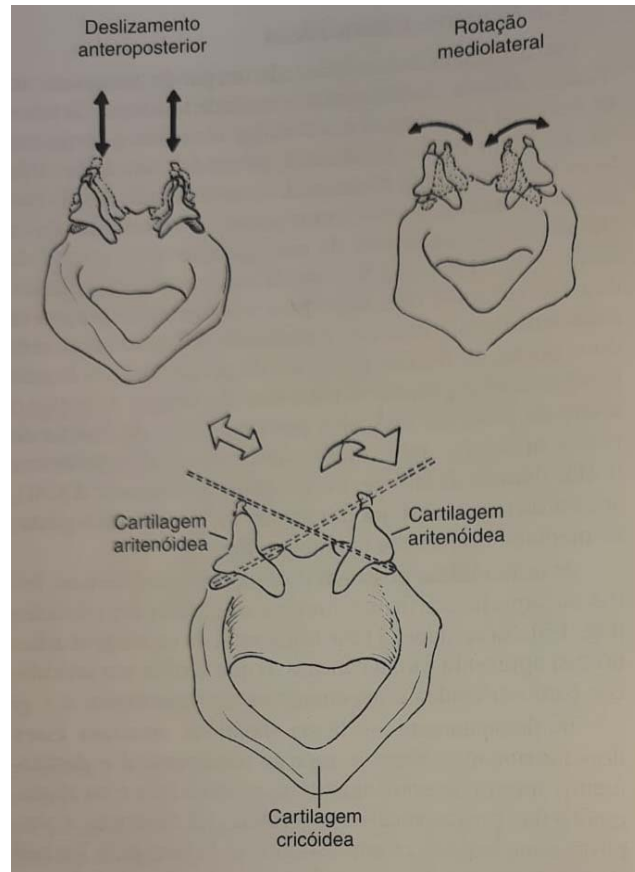 Deslizamento
anteroposterior
Rotação
mediolateral
Cartilagem
aritenóidea
Cartilagem
aritenóidea
Cartilagem
cricóidea